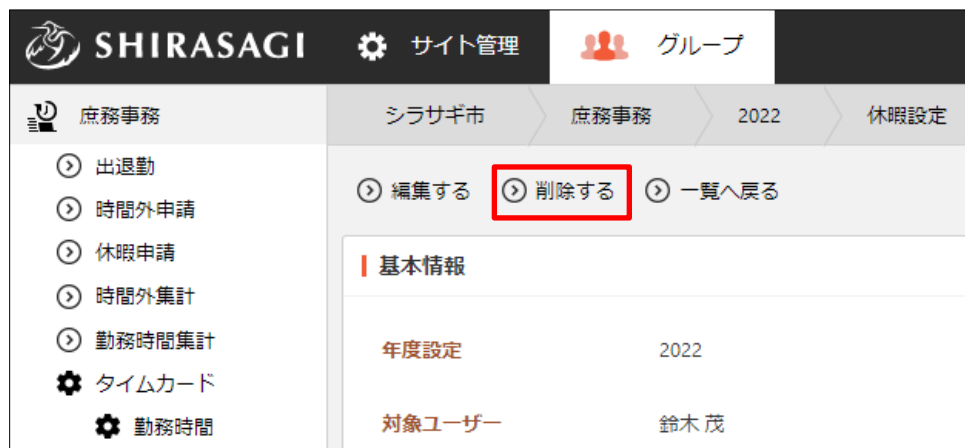 SHIRASAGI サイト管理 グループ
庶務事務 シラサギ市 庶務事務 2022 休暇設定
出退勤
時間外申請
休暇申請
時間外集計
勤務時間集計
タイムカード
勤務時間
編集する 削除する 一覧へ戻る
基本情報
年度設定 2022
対象ユーザー 鈴木 茂